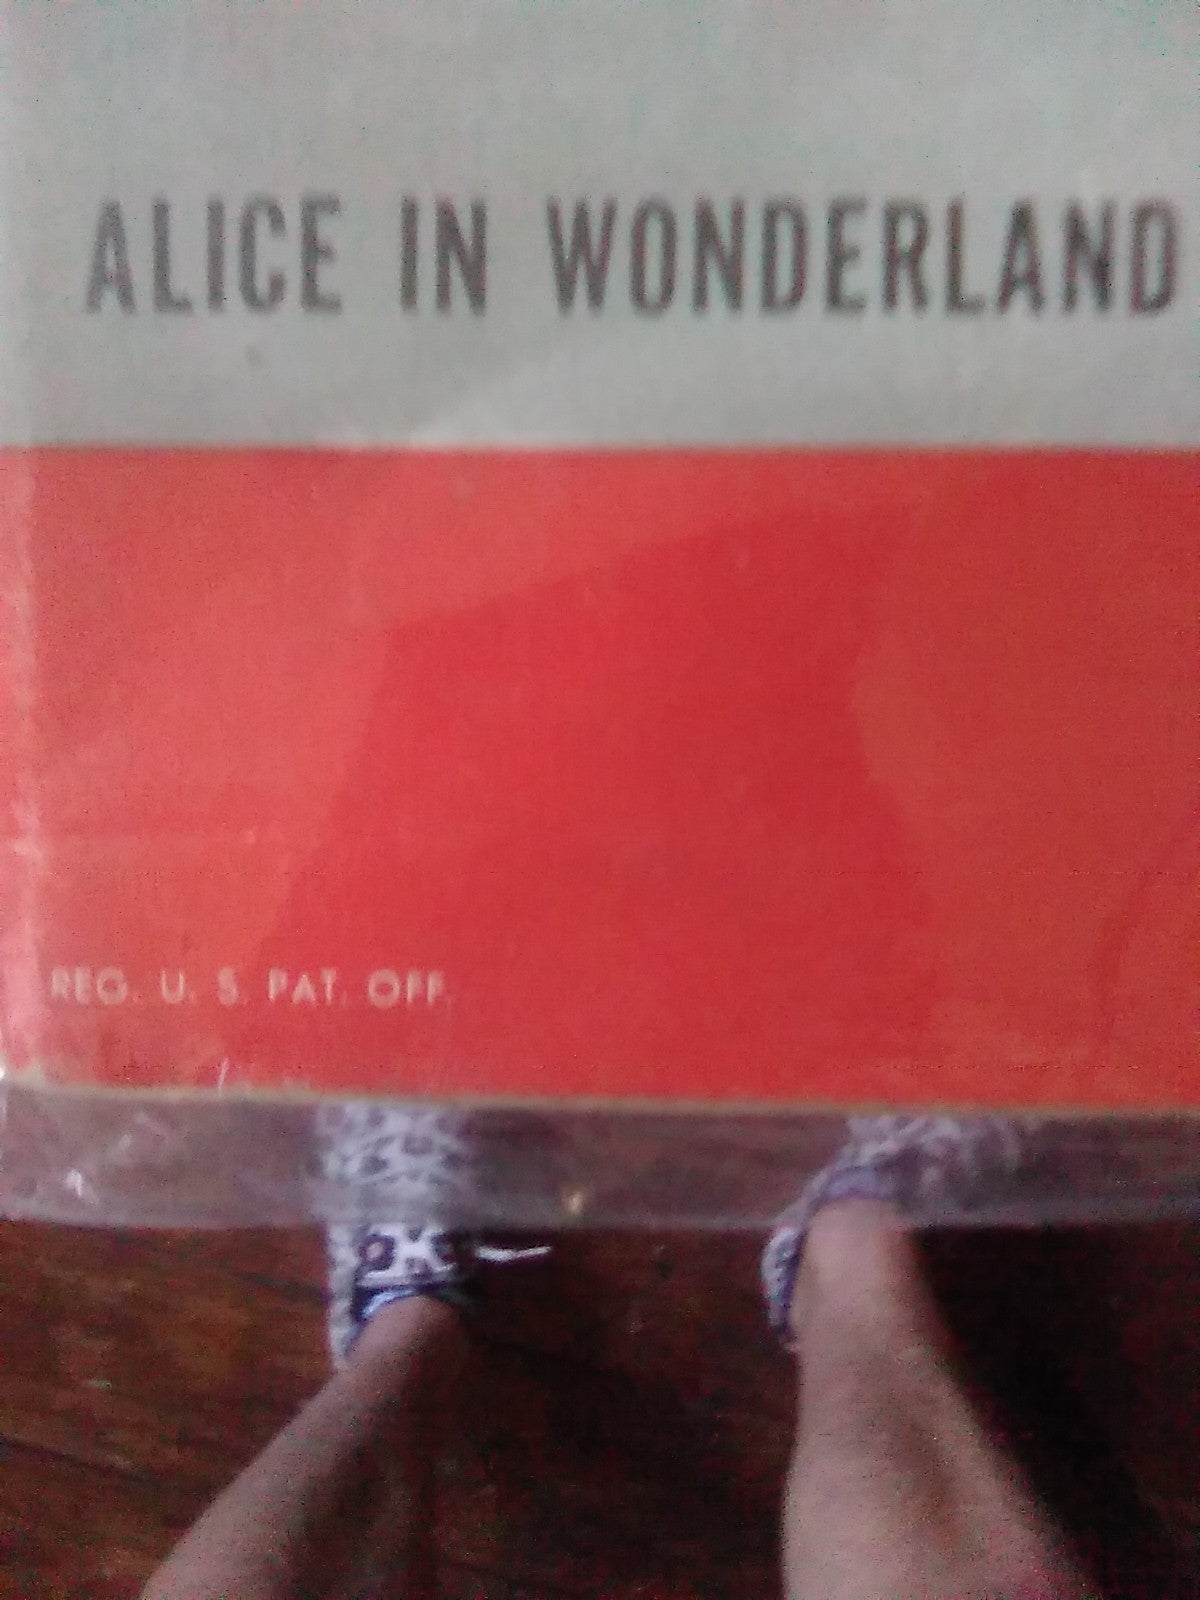 ALICE IN WONDERLAND
REG. U. S. PAT. OFF.